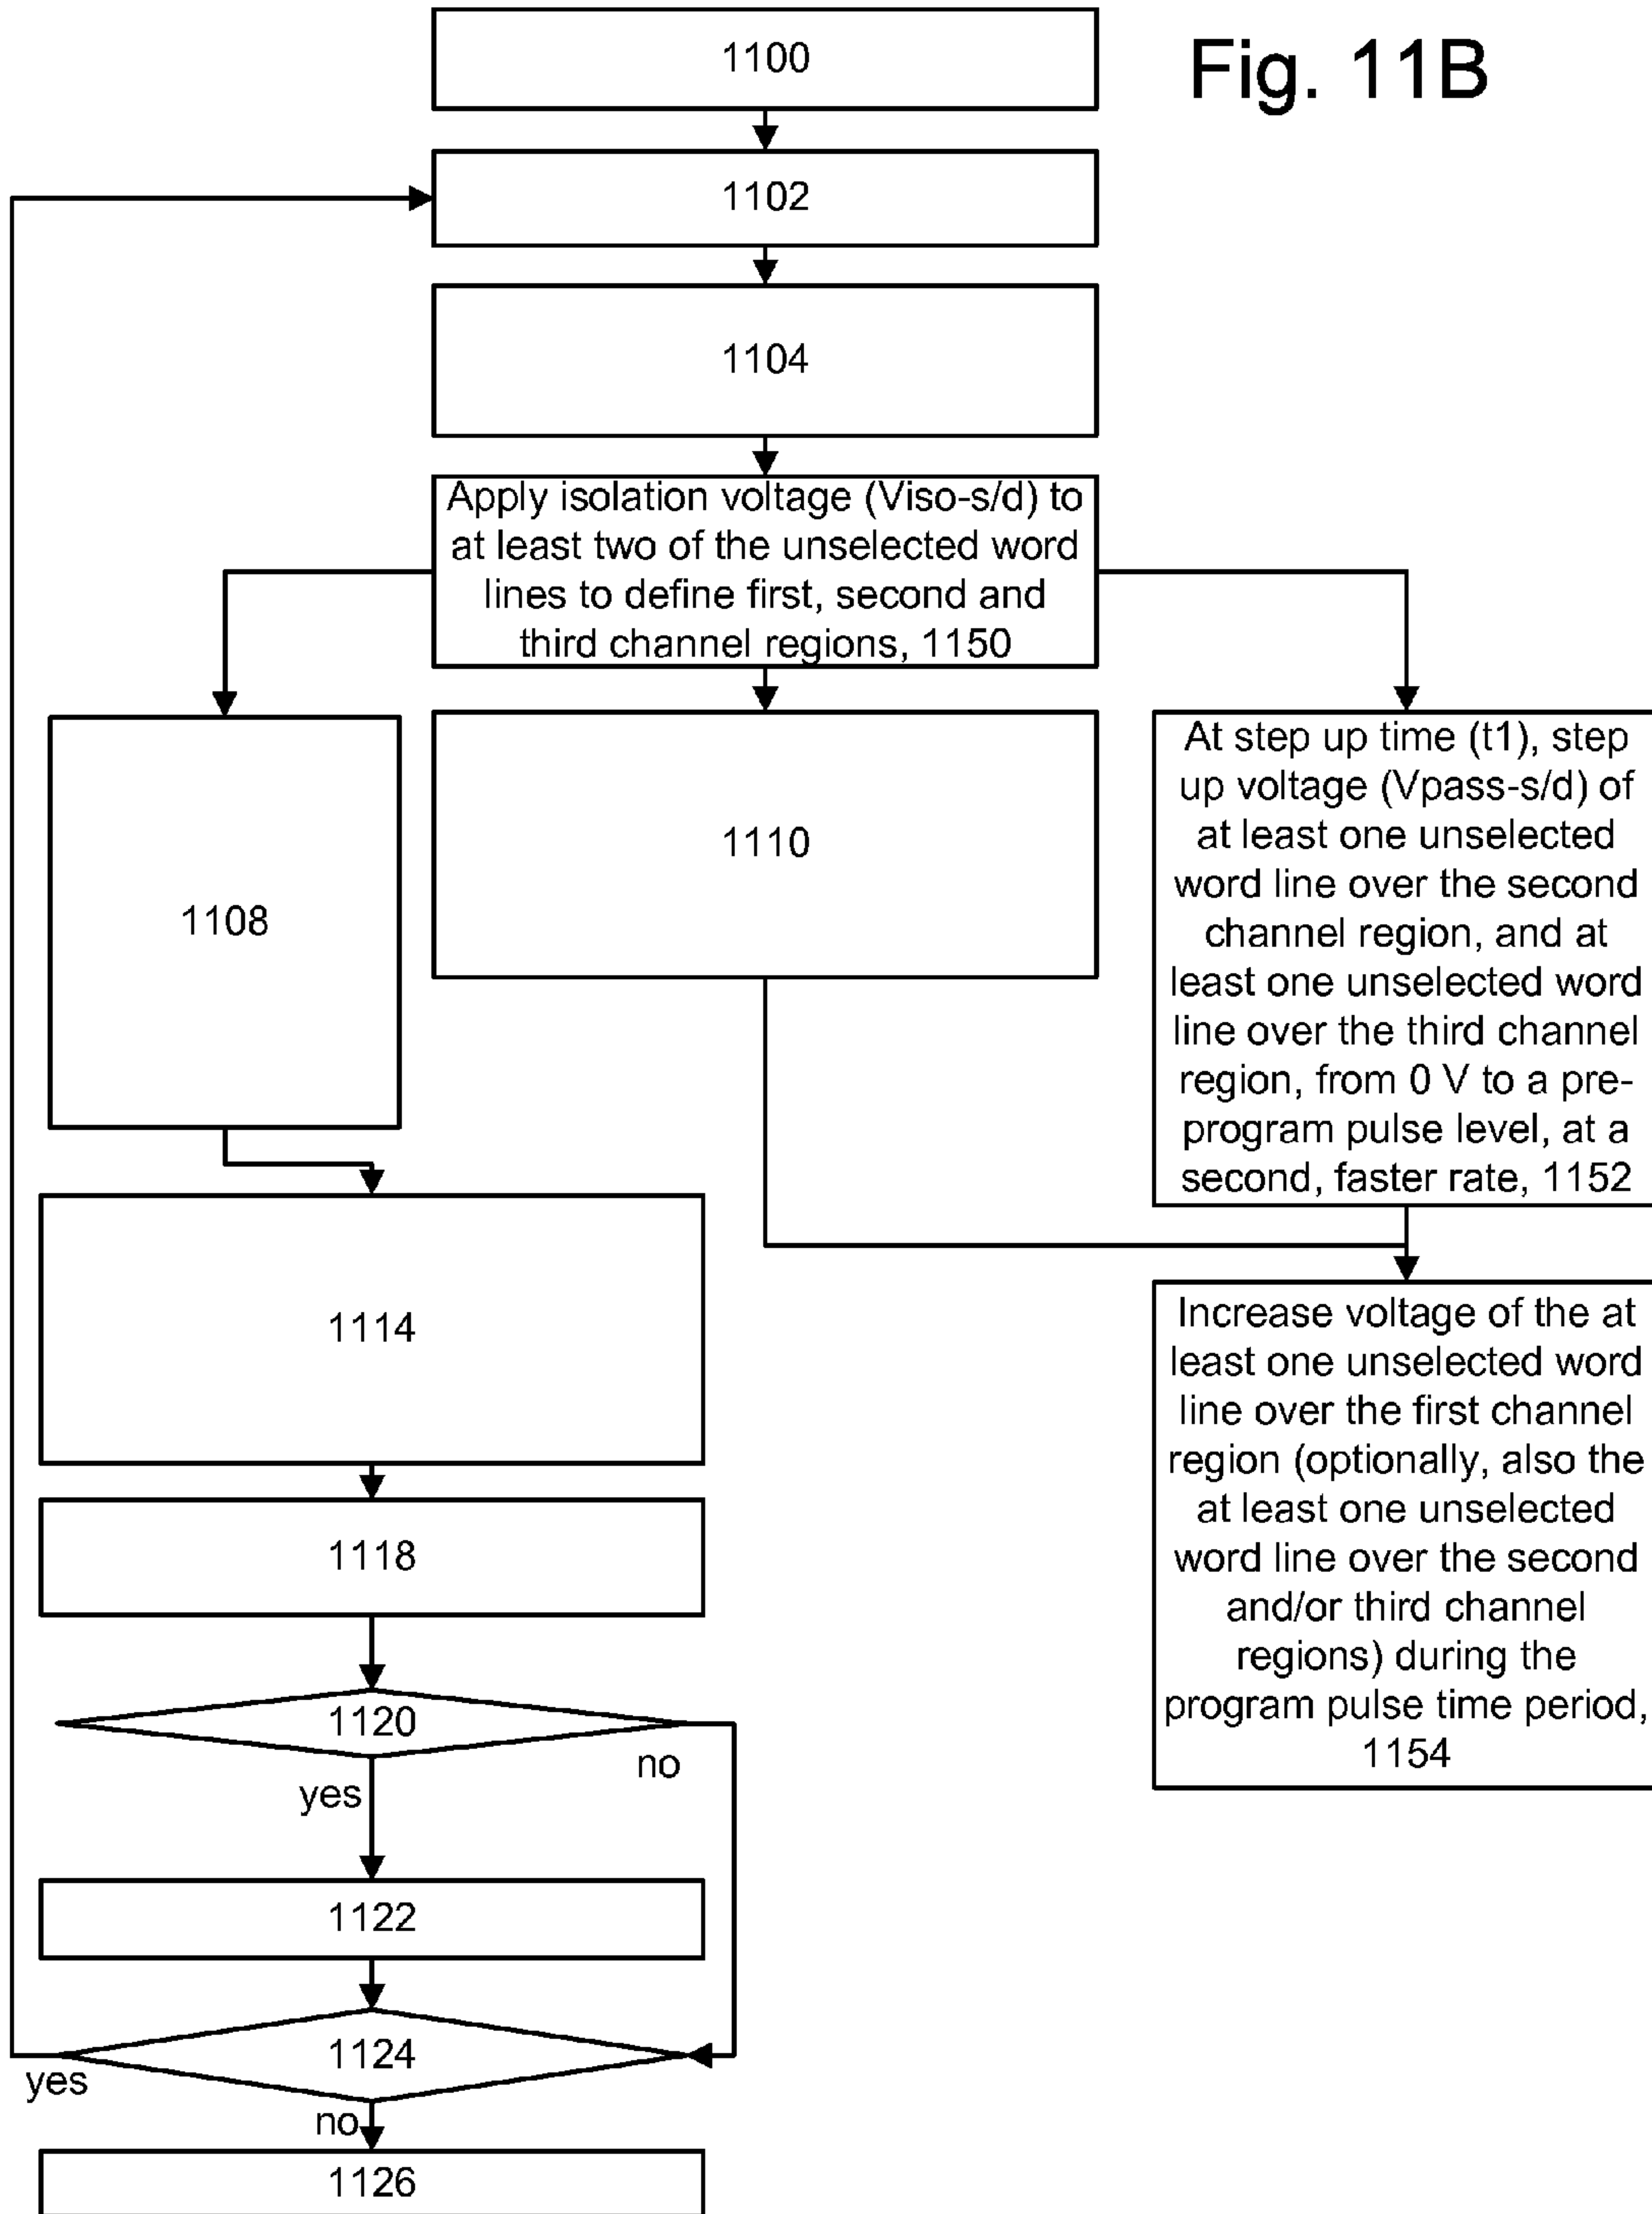 Fig. 11B
1100
1102
1104
Apply isolation voltage (Viso-s/d) to
at least two of the unselected word
lines to define first, second and
third channel regions, 1150
1108
1110
At step up time (t1), step
up voltage (Vpass-s/d) of
at least one unselected
word line over the second
channel region, and at
least one unselected word
line over the third channel
region, from 0 V to a pre-
program pulse level, at a
second, faster rate, 1152
1114
Increase voltage of the at
least one unselected word
line over the first channel
region (optionally, also the
at least one unselected
word line over the second
and/or third channel
regions) during the
program pulse time period,
1154
1118
1120
no
yes
1122
1124
yes
no
1126